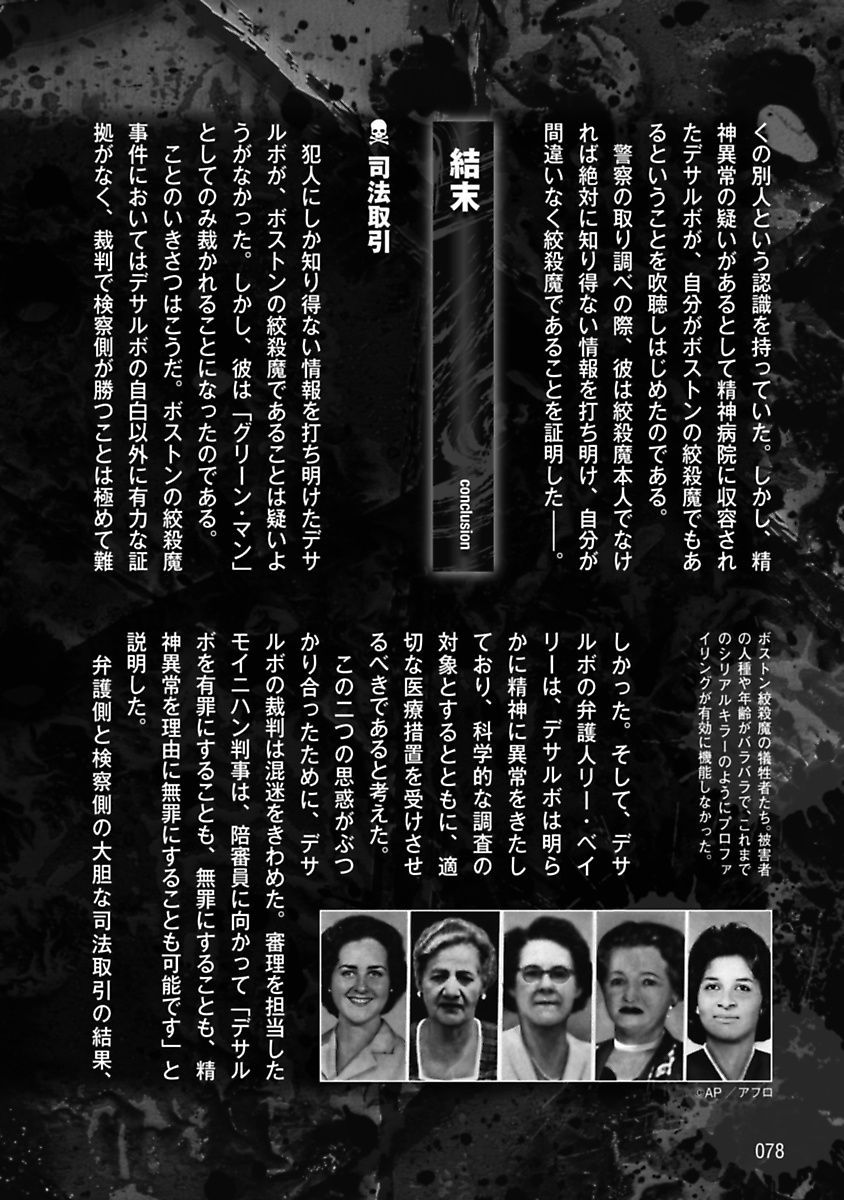 くの別人という認識を持っていた。しかし、精
神異常の疑いがあるとして精神病院に収容され
たデサルボが、自分がボストンの絞殺魔でもあ
るということを吹聴しはじめたのである。
　警察の取り調べの際、彼は絞殺魔本人でなけ
れば絶対に知り得ない情報を打ち明け、自分が
間違いなく絞殺魔であることを証明した――。
結末
conclusion
司法取引
　犯人にしか知り得ない情報を打ち明けたデサ
ルボが、ボストンの絞殺魔であることは疑いよ
うがなかった。しかし、彼は「グリーン・マン」
としてのみ裁かれることになったのである。
　ことのいきさつはこうだ。ボストンの絞殺魔
事件においてはデサルボの自白以外に有力な証
拠がなく、裁判で検察側が勝つことは極めて難
しかった。そして、デサ
ルボの弁護人リー・ベイ
リーは、デサルボは明ら
かに精神に異常をきたし
ており、科学的な調査の
対象とするとともに、適
切な医療措置を受けさせ
るべきであると考えた。
　この二つの思惑がぶつ
かり合ったために、デサ
ルボの裁判は混迷をきわめた。審理を担当した
モイニハン判事は、陪審員に向かって「デサル
ボを有罪にすることも、無罪にすることも、精
神異常を理由に無罪にすることも可能です」と
説明した。
　弁護側と検察側の大胆な司法取引の結果、
ボストン絞殺魔の犠牲者たち。被害者
の人種や年齢がバラバラで、これまで
のシリアルキラーのようにプロファ
イリングが有効に機能しなかった。
©AP／アフロ
078